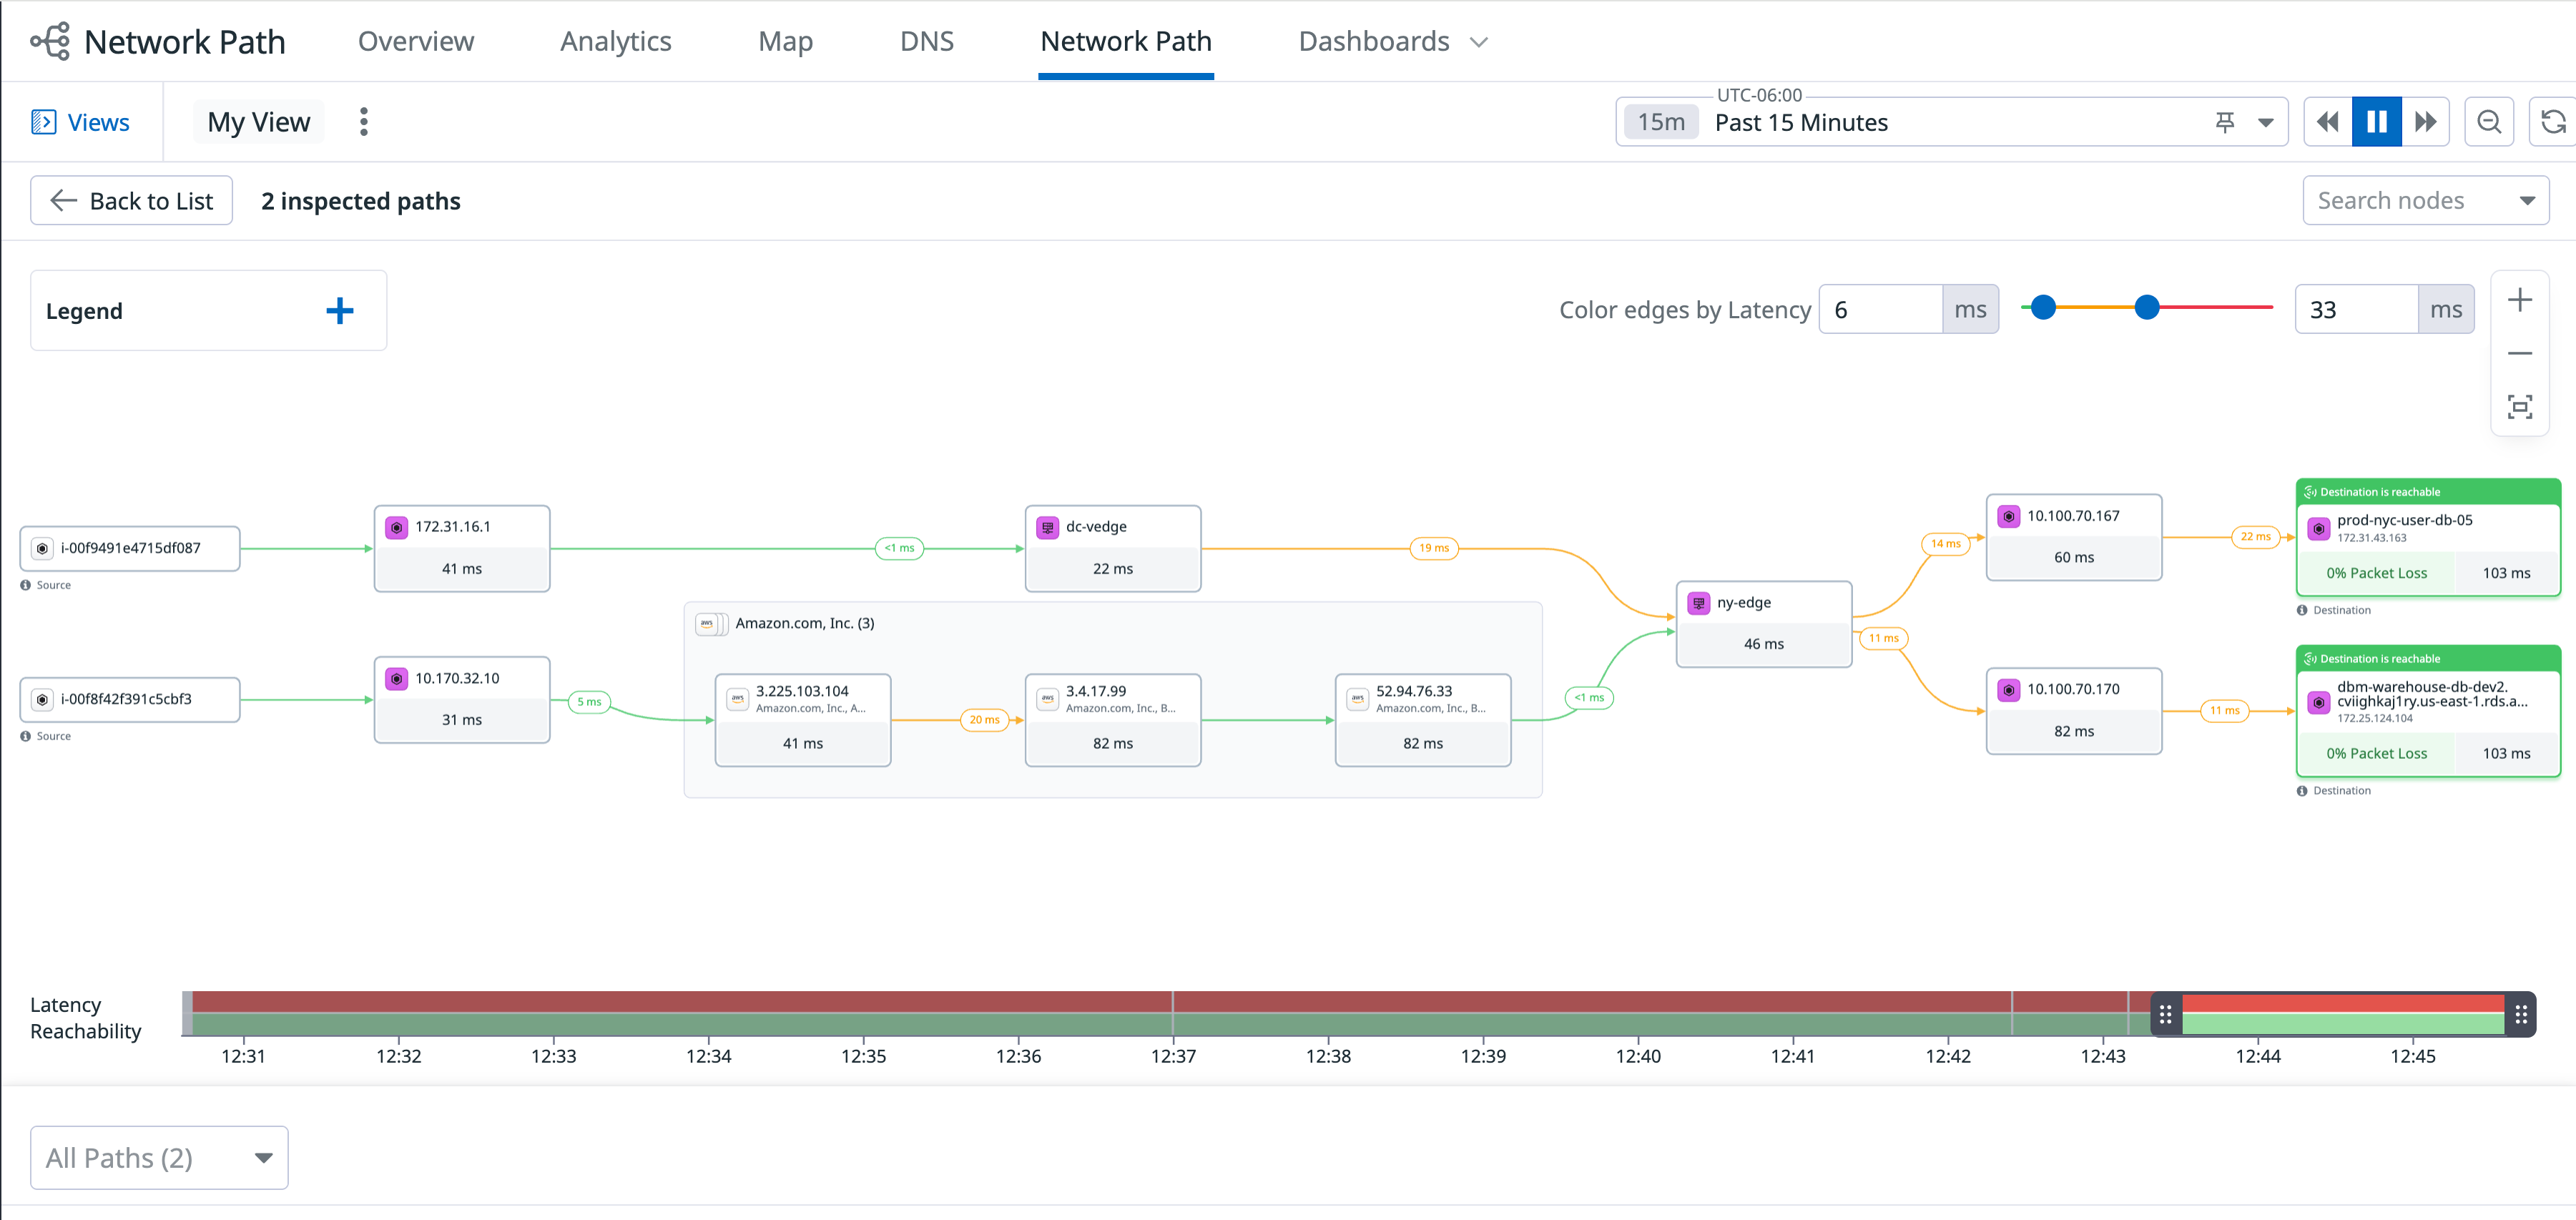 Network Path
Overview
Analytics
Map
DNS
Network Path
Dashboards
Views
My View
UTC-06:00
15m
Past 15 Minutes
Back to List
2 inspected paths
Search nodes
Legend
Color edges by Latency
6
ms
33
ms
i-00f9491e4715df087
Source
172.31.16.1
41 ms
<1 ms
dc-vedge
22 ms
19 ms
i-00f8f42f391c5cbf3
Source
10.170.32.10
31 ms
5 ms
Amazon.com, Inc. (3)
3.225.103.104
Amazon.com, Inc., A...
41 ms
20 ms
3.4.17.99
Amazon.com, Inc., B...
82 ms
52.94.76.33
Amazon.com, Inc., B...
82 ms
<1 ms
ny-edge
46 ms
14 ms
11 ms
10.100.70.167
60 ms
22 ms
10.100.70.170
82 ms
11 ms
Destination is reachable
prod-nyc-user-db-05
172.31.43.163
0% Packet Loss
103 ms
Destination
Destination is reachable
dbm-warehouse-db-dev2.
cviighkaj1ry.us-east-1.rds.a...
172.25.124.104
0% Packet Loss
103 ms
Destination
Latency
Reachability
12:31
12:32
12:33
12:34
12:35
12:36
12:37
12:38
12:39
12:40
12:41
12:42
12:43
12:44
12:45
All Paths (2)